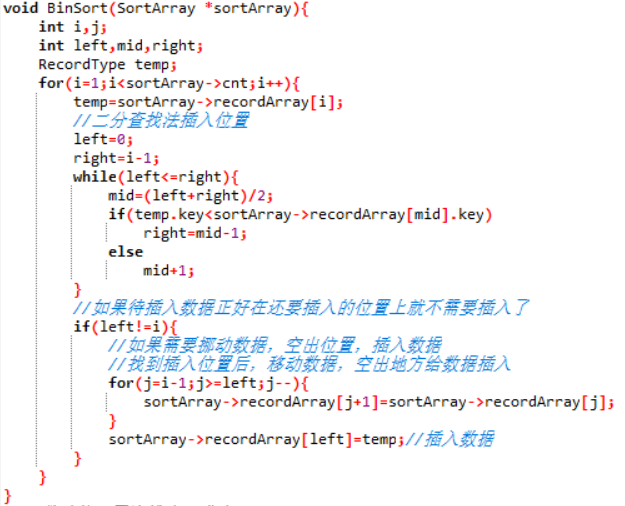 void BinSort(SortArray *sortArray){
int i,j;
int left,mid,right;
RecordType temp;
for(i=1;i<sortArray->cnt;i++){
temp=sortArray->recordArray[i];
//二分查找法插入位置
left=0;
right=i-1;
while(left<=right){
mid=(left+right)/2;
if(temp.key<sortArray->recordArray[mid].key)
right=mid-1;
else
mid+1;
}
//如果待插入数据正好在还要插入的位置上就不需要插入了
if(left!=i){
//如果需要挪动数据，空出位置，插入数据
//找到插入位置后，移动数据，空出地方给数据插入
for(j=i-1;j>=left;j--){
sortArray->recordArray[j+1]=sortArray->recordArray[j];
}
sortArray->recordArray[left]=temp;//插入数据
}
}
}